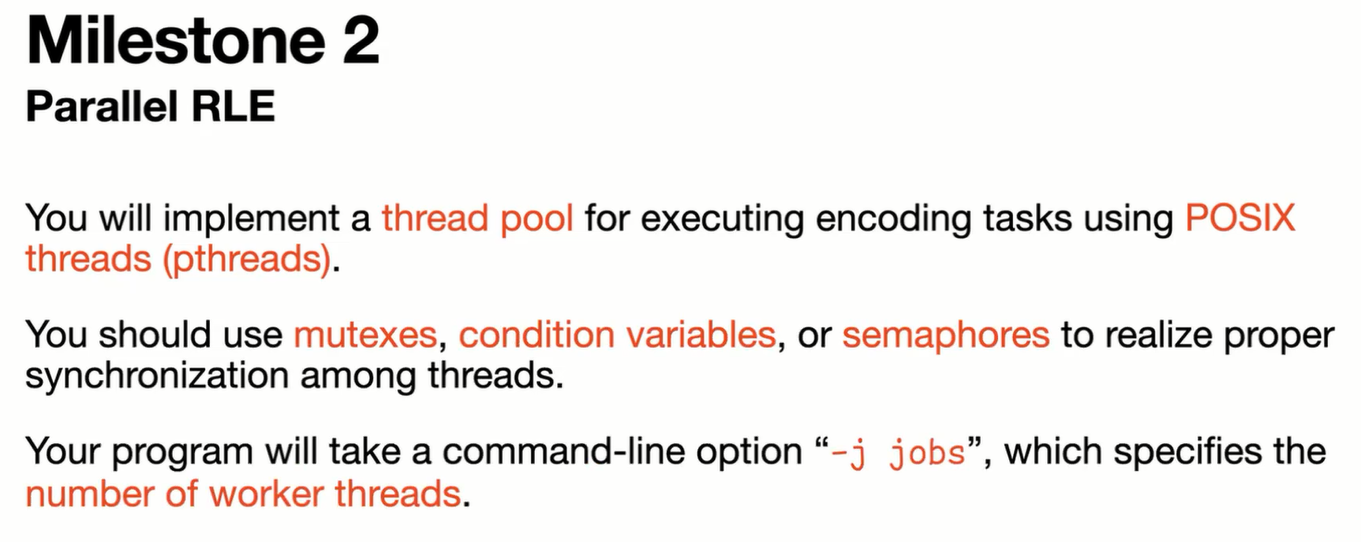 Milestone 2
Parallel RLE
You will implement a thread pool for executing encoding tasks using POSIX
threads (pthreads).
You should use mutexes, condition variables, or semaphores to realize proper
synchronization among threads.
Your program will take a command-line option “-j jobs”, which specifies the
number of worker threads.